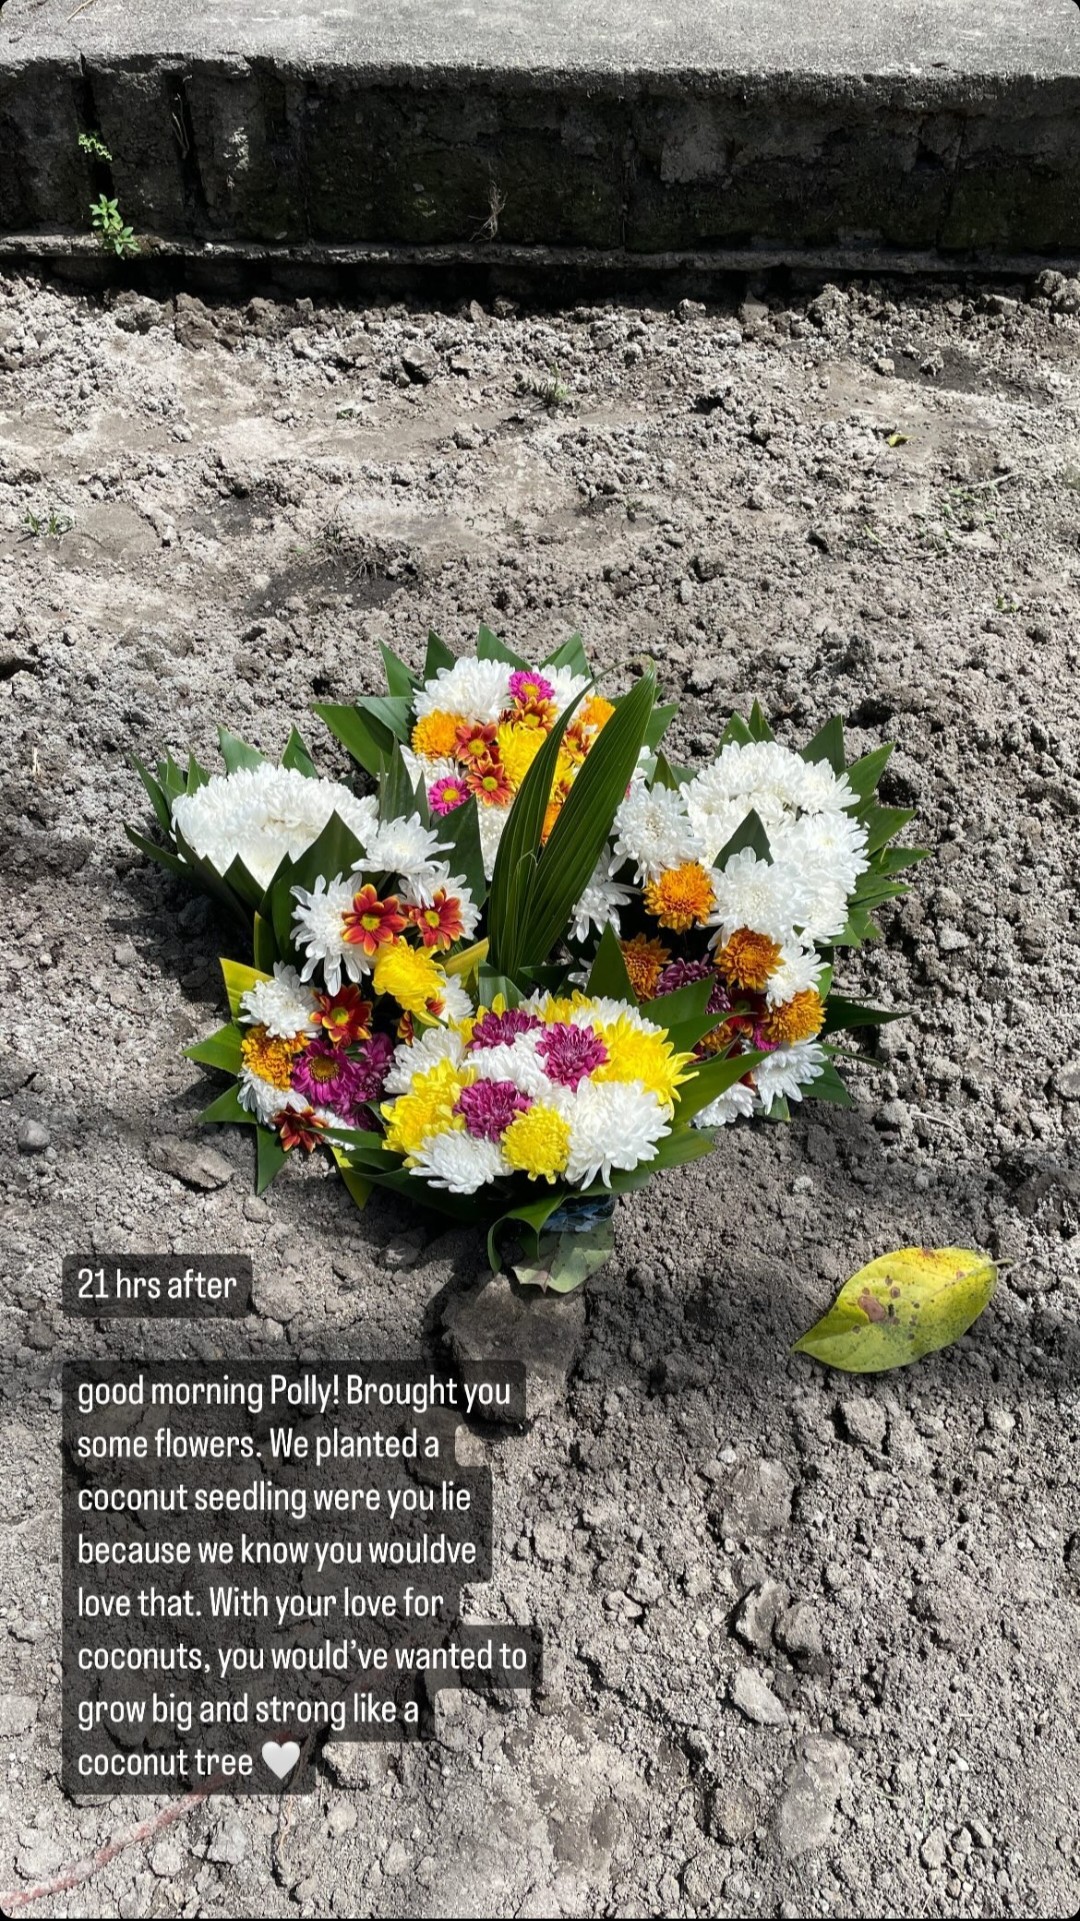 21 hrs after
good morning Polly! Brought you
some flowers. We planted a
coconut seedling were you lie
because we know you wouldve
love that. With your love for
coconuts, you would’ve wanted to
grow big and strong like a
coconut tree 🤍